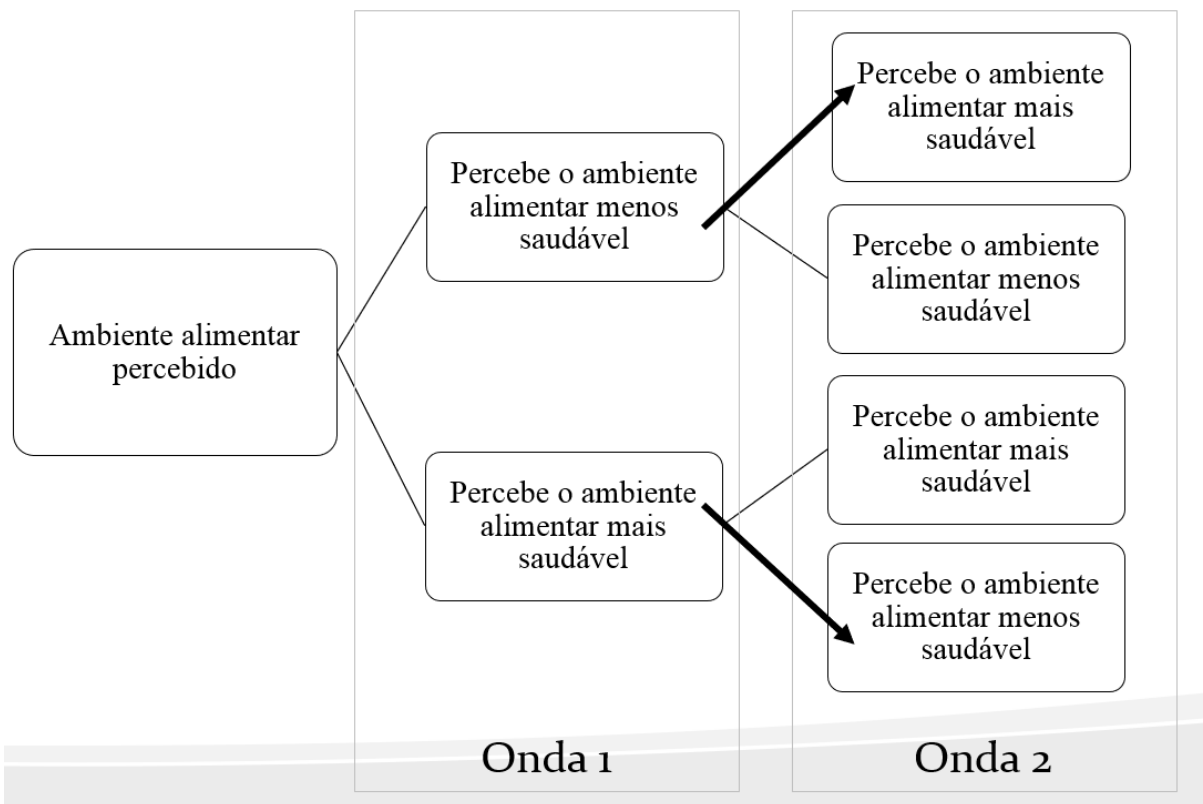 Ambiente alimentar
percebido
Percebe o ambiente
alimentar menos
saudável
Percebe o ambiente
alimentar mais
saudável
Onda 1
Percebe o ambiente
alimentar mais
saudável
Percebe o ambiente
alimentar menos
saudável
Percebe o ambiente
alimentar mais
saudável
Percebe o ambiente
alimentar menos
saudável
Onda 2